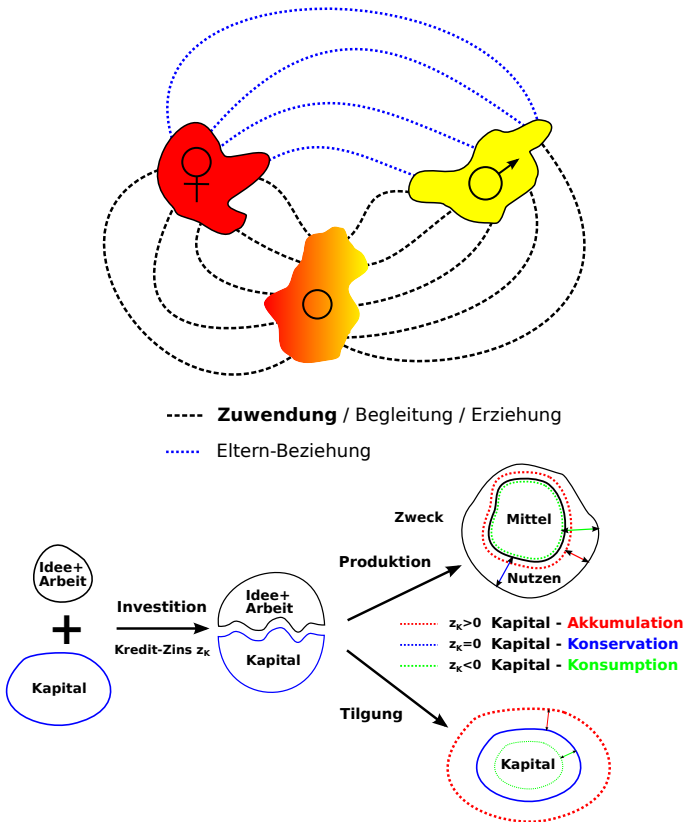 Zuwendung / Begleitung / Erziehung
Eltern-Beziehung
Idee+
Arbeit
Kapital
Investition
Kredit-Zins zK
Idee+
Arbeit
Kapital
Produktion
Tilgung
Zweck
Mittel
Nutzen
zK>0 Kapital - Akkumulation
zK=0 Kapital - Konservation
zK<0 Kapital - Konsumption
Kapital